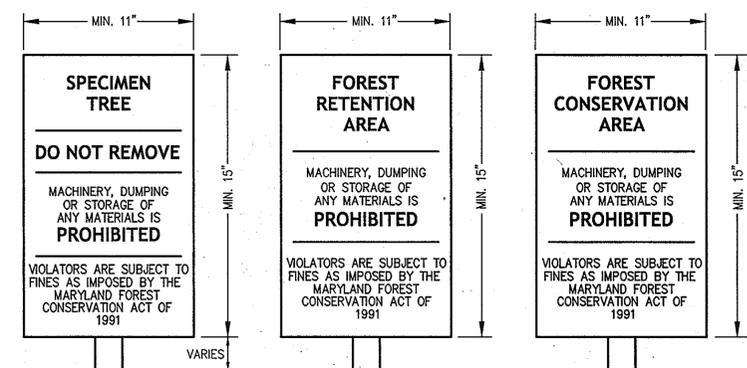 MIN. 11"
SPECIMEN
TREE
DO NOT REMOVE
MACHINERY, DUMPING
OR STORAGE OF
ANY MATERIALS IS
PROHIBITED
VIOLATORS ARE SUBJECT TO
FINES AS IMPOSED BY THE
MARYLAND FOREST
CONSERVATION ACT OF
1991
MIN. 15"
VARIES
MIN. 11"
FOREST
RETENTION
AREA
MACHINERY, DUMPING
OR STORAGE OF
ANY MATERIALS IS
PROHIBITED
VIOLATORS ARE SUBJECT TO
FINES AS IMPOSED BY THE
MARYLAND FOREST
CONSERVATION ACT OF
1991
MIN. 15"
MIN. 11"
FOREST
CONSERVATION
AREA
MACHINERY, DUMPING
OR STORAGE OF
ANY MATERIALS IS
PROHIBITED
VIOLATORS ARE SUBJECT TO
FINES AS IMPOSED BY THE
MARYLAND FOREST
CONSERVATION ACT OF
1991
MIN. 15"